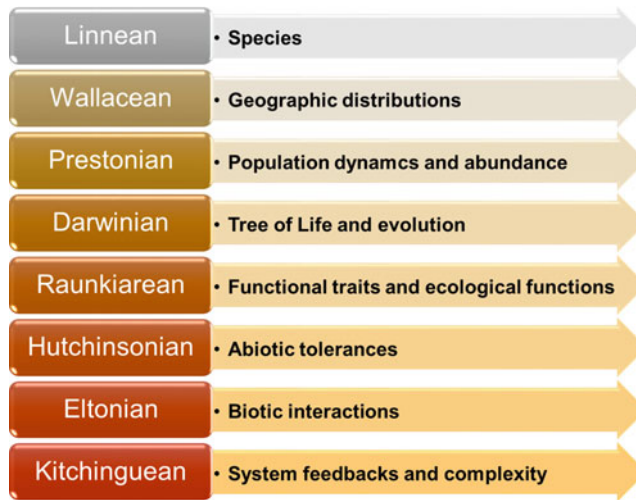 Linnean • Species
Wallacean • Geographic distributions
Prestonian • Population dynamcs and abundance
Darwinian • Tree of Life and evolution
Raunkiarean • Functional traits and ecological functions
Hutchinsonian • Abiotic tolerances
Eltonian • Biotic interactions
Kitchinguean • System feedbacks and complexity